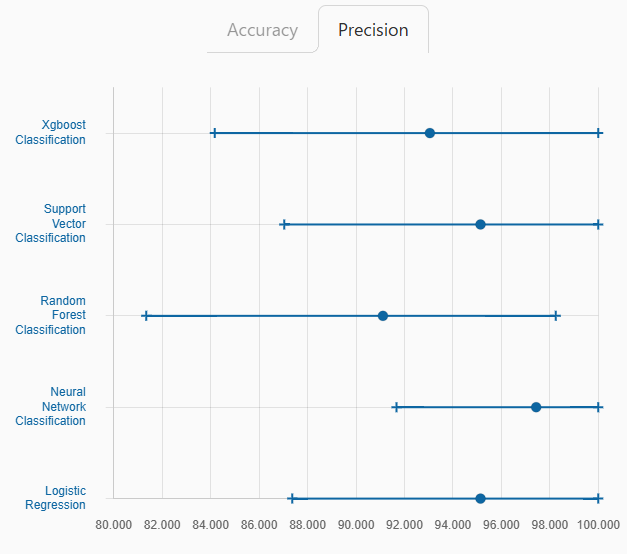 Accuracy
Precision
Xgboost
Classification
Support
Vector
Classification
Random
Forest
Classification
Neural
Network
Classification
Logistic
Regression
80.000 82.000 84.000 86.000 88.000 90.000 92.000 94.000 96.000 98.000 100.000